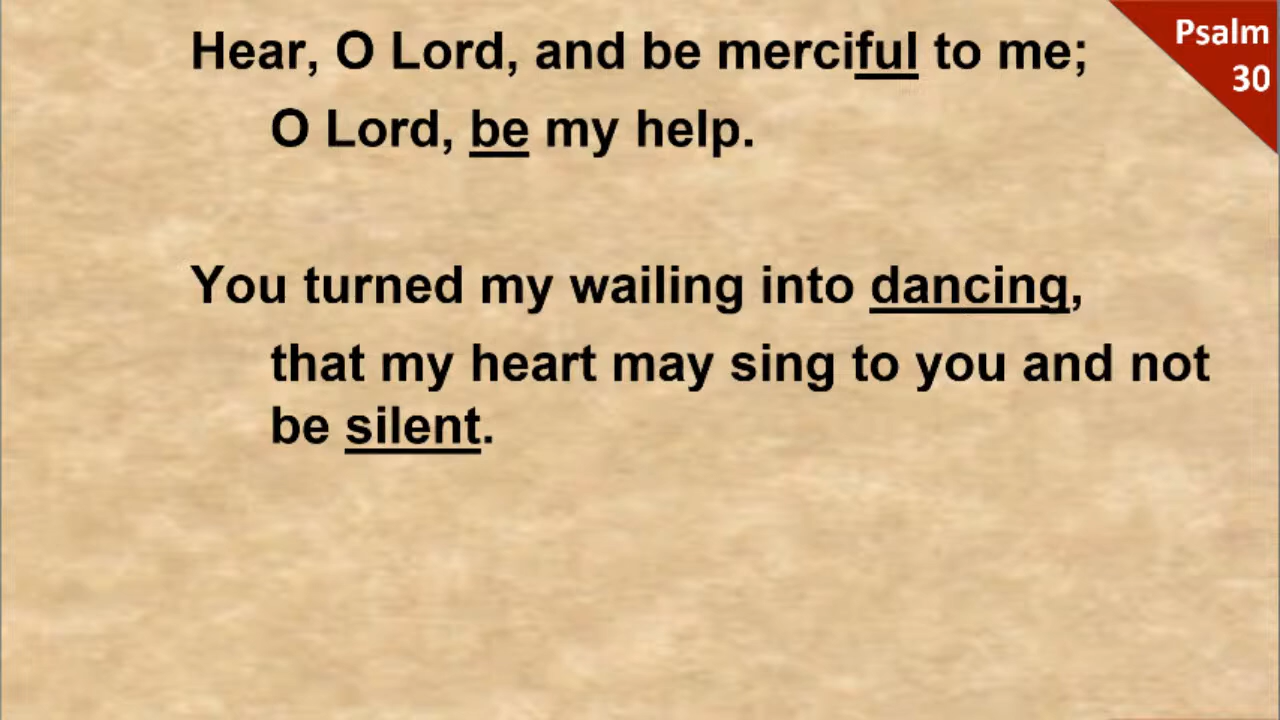 Hear, O Lord, and be merciful to me;
O Lord, be my help.
You turned my wailing into dancing,
that my heart may sing to you and not
be silent.
Psalm
30